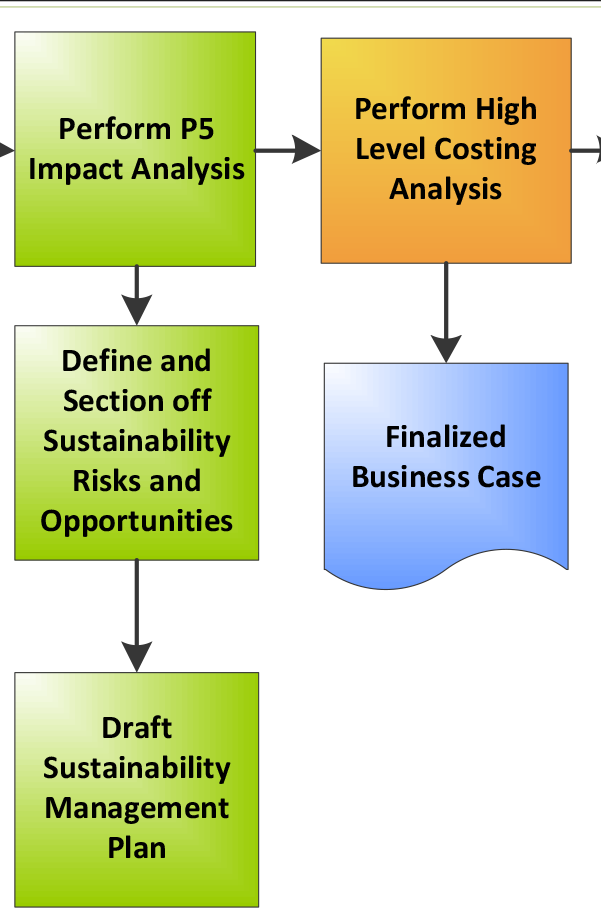 Perform P5
Impact Analysis
Perform High
Level Costing
Analysis
Define and
Section off
Sustainability
Risks and
Opportunities
Finalized
Business Case
Draft
Sustainability
Management
Plan